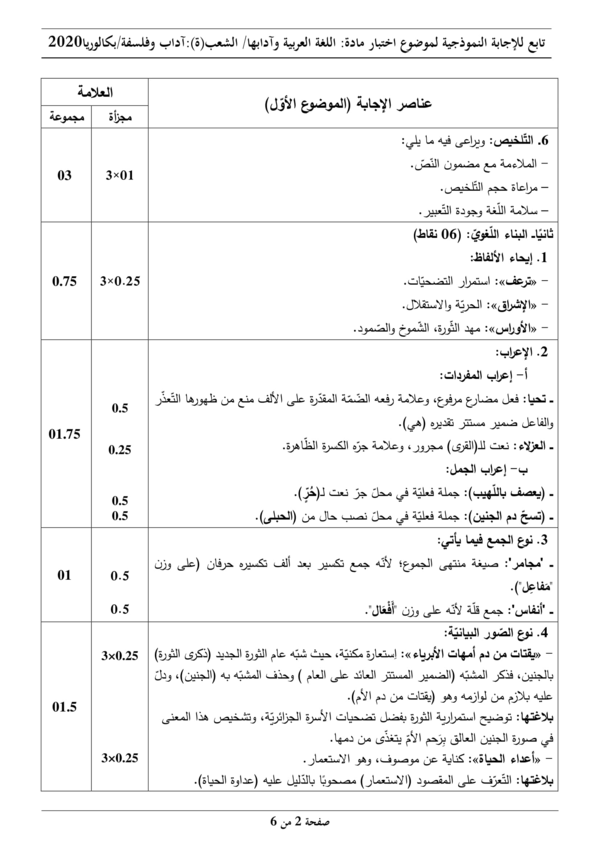 تابع للإجابة النموذجية لموضوع اختبار مادة: اللغة العربية وآدابها/ الشعب(ة):آداب وفلسفة/بكالوريا2020
العلامة
عناصر الإجابة (الموضوع الأوّل)
مجموعة
مجزأة
6. التّلخيص: ويراعى فيه ما يلي:
– الملاءمة مع مضمون النّصّ.
– مراعاة حجم التّلخيص.
– سلامة اللّغة وجودة التّعبير.
3×01
03
ثانيًاـ البناء اللّغويّ: (06 نقاط)
1. إيحاء الألفاظ:
– «ترعف»: استمرار التضحيّات.
– «الإشراق»: الحريّة والاستقلال.
– «الأوراس»: مهد الثّورة، الشّموخ والصّمود.
3×0.25
0.75
2. الإعراب:
أ– إعراب المفردات:
ـ تحيا: فعل مضارع مرفوع، وعلامة رفعه الضّمّة المقدّرة على الألف منع من ظهورها التّعذّر
والفاعل ضمير مستتر تقديره (هي).
ـ العزلاء: نعت للـ(القرى) مجرور، وعلامة جرّه الكسرة الظّاهرة.
ب– إعراب الجمل:
ـ (يعصف باللّهيب): جملة فعليّة في محلّ جرّ نعت لـ(حُرّ).
ـ (تسحّ دم الجنين): جملة فعليّة في محلّ نصب حال من (الحبلى).
0.5
0.25
0.5
0.5
01.75
3. نوع الجمع فيما يأتي:
ـ "مجامر": صيغة منتهى الجموع؛ لأنّه جمع تكسير بعد ألف تكسيره حرفان (على وزن
"مَفاعِل").
ـ "أنفاس": جمع قلّة لأنّه على وزن "أَفْعَال".
0.5
0.5
01
4. نوع الصّور البيانيّة:
– «يقتات من دم أمهات الأبرياء»: إستعارة مكنيّة، حيث شبّه عام الثورة الجديد (ذكرى الثورة)
بالجنين، فذكر المشبّه (الضمير المستتر العائد على العام ) وحذف المشبّه به (الجنين)، ودلّ
عليه بلازم من لوازمه وهو (يقتات من دم الأم).
بلاغتها: توضيح استمرارية الثورة بفضل تضحيات الأسرة الجزائريّة، وتشخيص هذا المعنى
في صورة الجنين العالق بِرَحم الأمّ يتغذّى من دمها.
– «أعداء الحياة»: كناية عن موصوف، وهو الاستعمار.
بلاغتها: التّعرّف على المقصود (الاستعمار) مصحوبًا بالدّليل عليه (عداوة الحياة).
3×0.25
3×0.25
01.5
صفحة 2 من 6